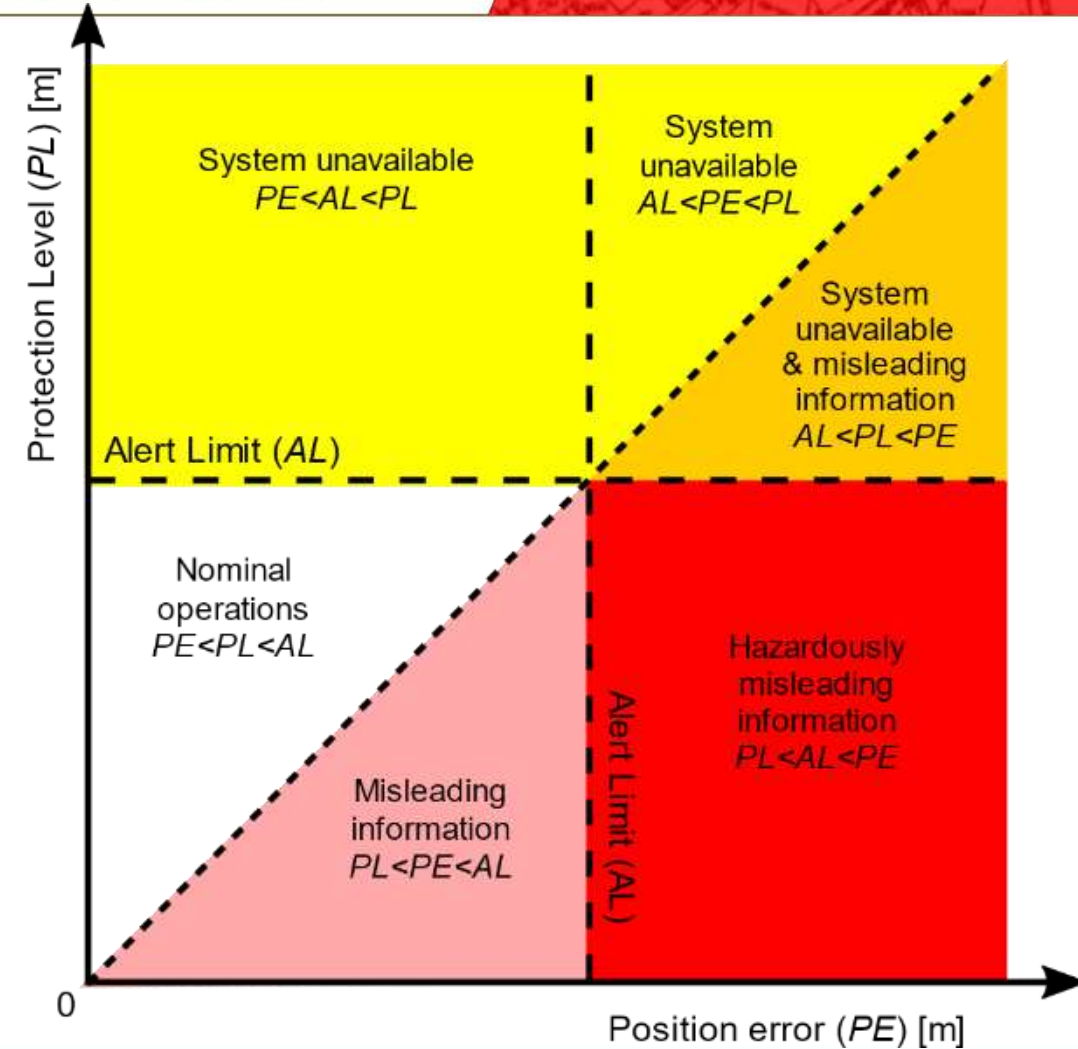 Protection Level (PL) [m]
System unavailable
PE<AL<PL
System
unavailable
AL<PE<PL
System
unavailable
& misleading
information
AL<PL<PE
Alert Limit (AL)
Nominal
operations
PE<PL<AL
Hazardously
misleading
information
PL<AL<PE
Alert Limit (AL)
Misleading
information
PL<PE<AL
0
Position error (PE) [m]